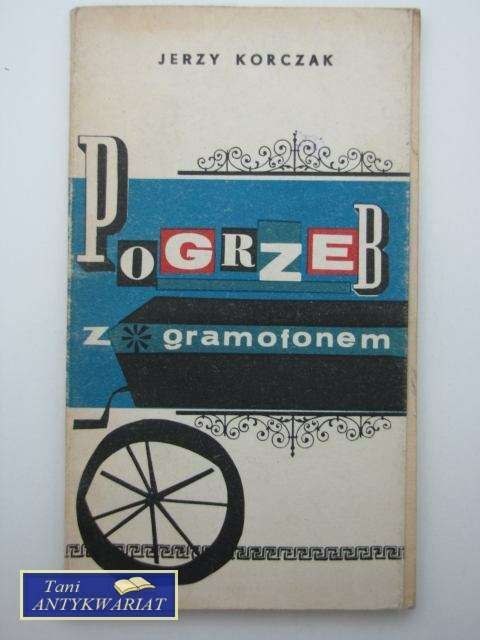 JERZY KORCZAK
POGRZEB
z gramofonem
Tani
ANTYKWARIAT